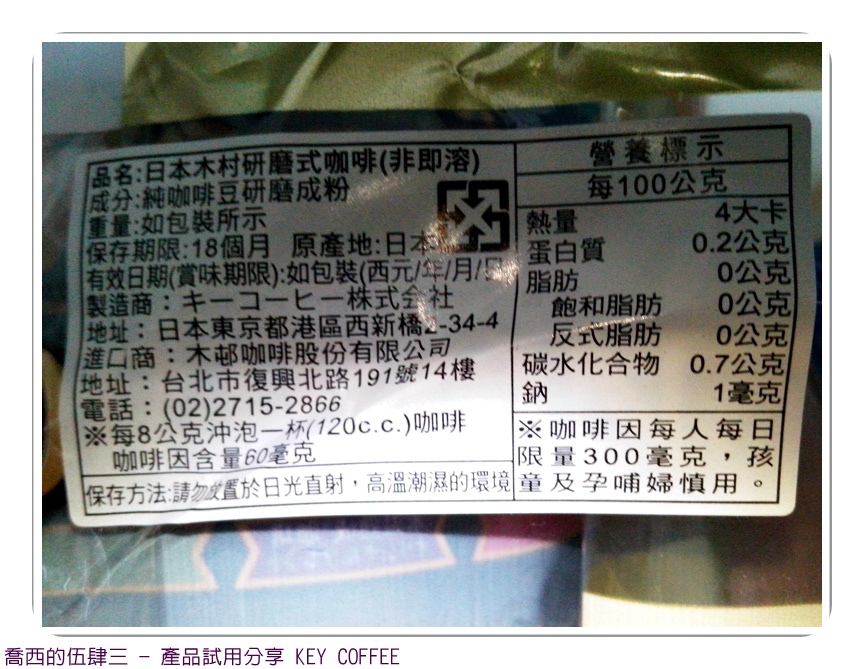 品名:日本木村研磨式咖啡(非即溶)
成分:純咖啡豆研磨成粉
重量:如包裝所示
保存期限:18個月 原產地:日本
有效日期(賞味期限):如包裝(西元/年/月/日
製造商：キーコーヒー株式会社
地址：日本東京都港區西新橋2-34-4
進口商：木邨咖啡股份有限公司
地址：台北市復興北路191號14樓
電話：(02)2715-2866
※每8公克沖泡一杯(120c.c.)咖啡
咖啡因含量60毫克
保存方法:請勿放置於日光直射，高溫潮濕的環境
營養標示
每100公克
熱量 4大卡
蛋白質 0.2公克
脂肪 0公克
飽和脂肪 0公克
反式脂肪 0公克
碳水化合物 0.7公克
鈉 1毫克
※咖啡因每人每日
限量300毫克，孩
童及孕哺婦慎用。
喬西的伍肆三 - 產品試用分享 KEY COFFEE